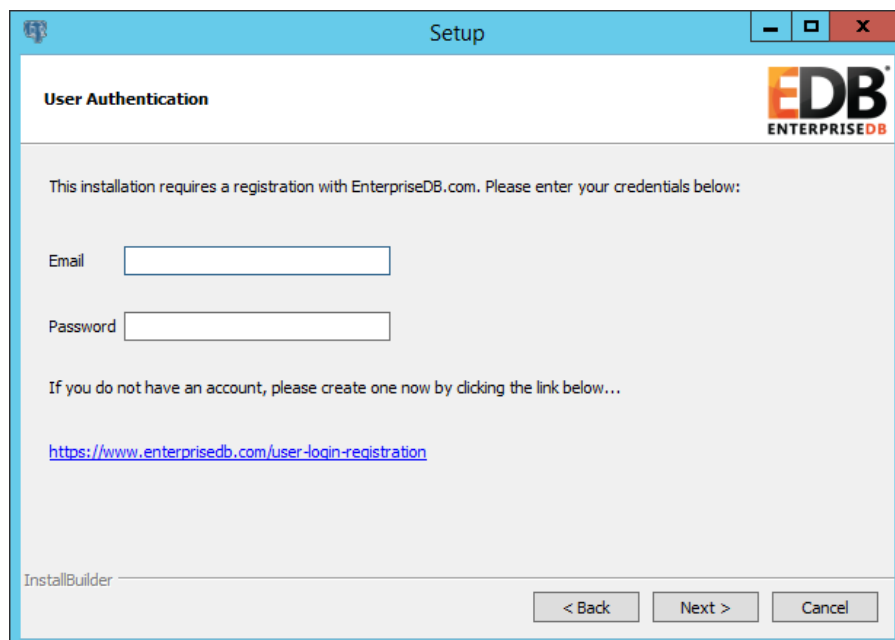 Setup
User Authentication
EDB
ENTERPRISEDB
This installation requires a registration with EnterpriseDB.com. Please enter your credentials below:
Email
Password
If you do not have an account, please create one now by clicking the link below...
https://www.enterprisedb.com/user-login-registration
InstallBuilder
< Back Next > Cancel